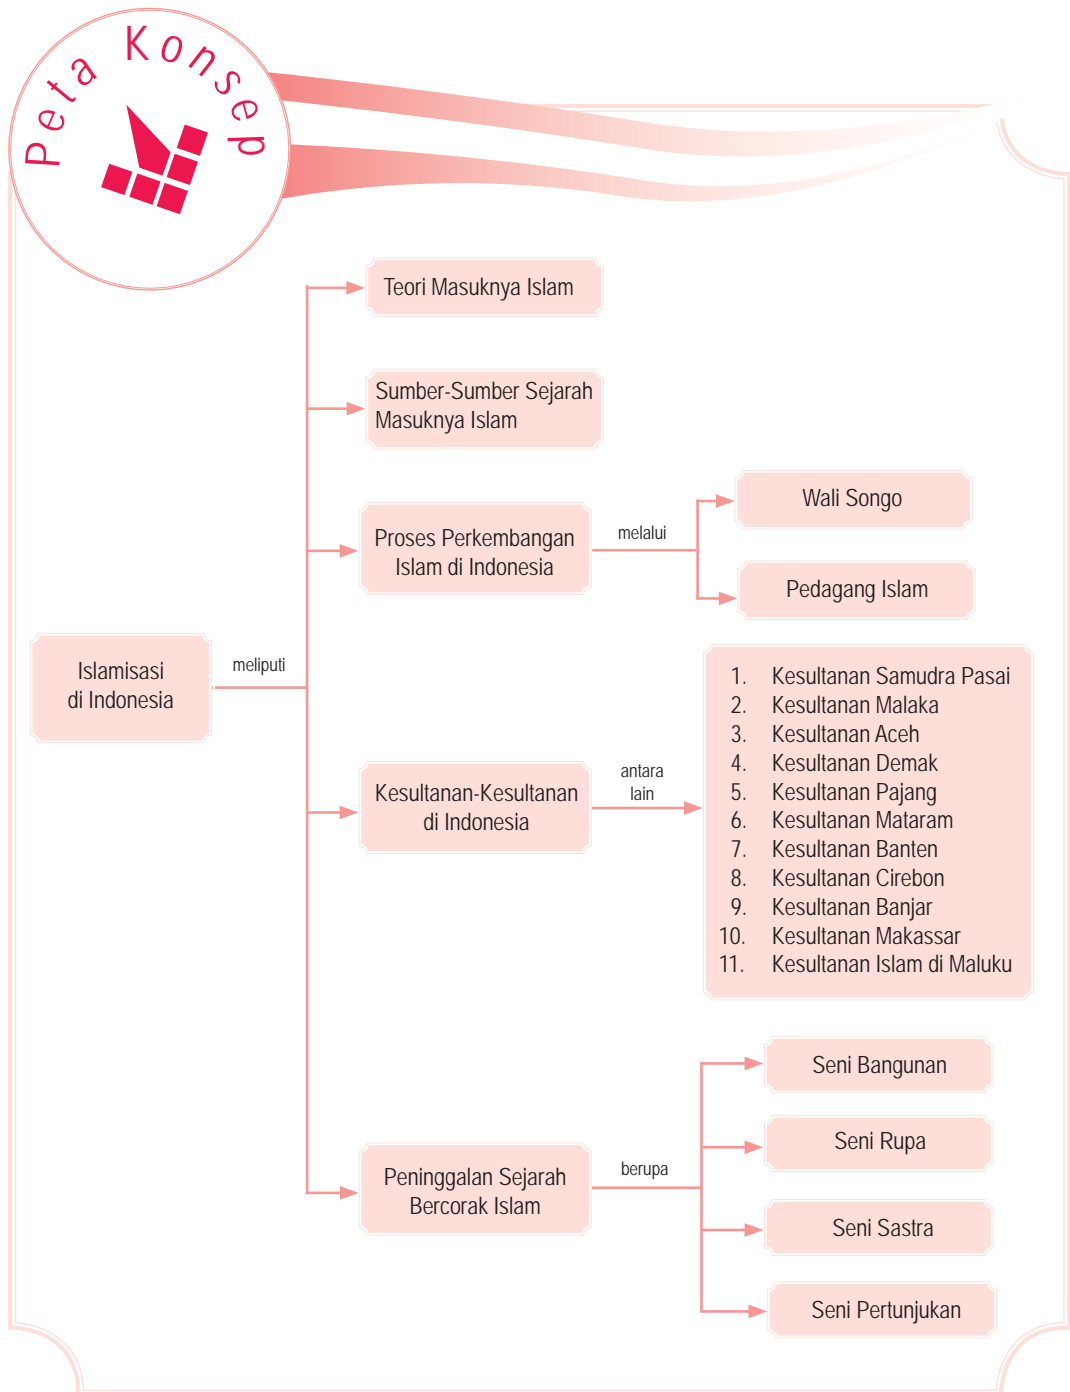 Peta Konsep
Teori Masuknya Islam
Sumber-Sumber Sejarah
Masuknya Islam
Proses Perkembangan
Islam di Indonesia
melalui
Wali Songo
Pedagang Islam
Islamisasi
di Indonesia
meliputi
Kesultanan-Kesultanan
di Indonesia
antara
lain
1. Kesultanan Samudra Pasai
2. Kesultanan Malaka
3. Kesultanan Aceh
4. Kesultanan Demak
5. Kesultanan Pajang
6. Kesultanan Mataram
7. Kesultanan Banten
8. Kesultanan Cirebon
9. Kesultanan Banjar
10. Kesultanan Makassar
11. Kesultanan Islam di Maluku
Peninggalan Sejarah
Bercorak Islam
berupa
Seni Bangunan
Seni Rupa
Seni Sastra
Seni Pertunjukan